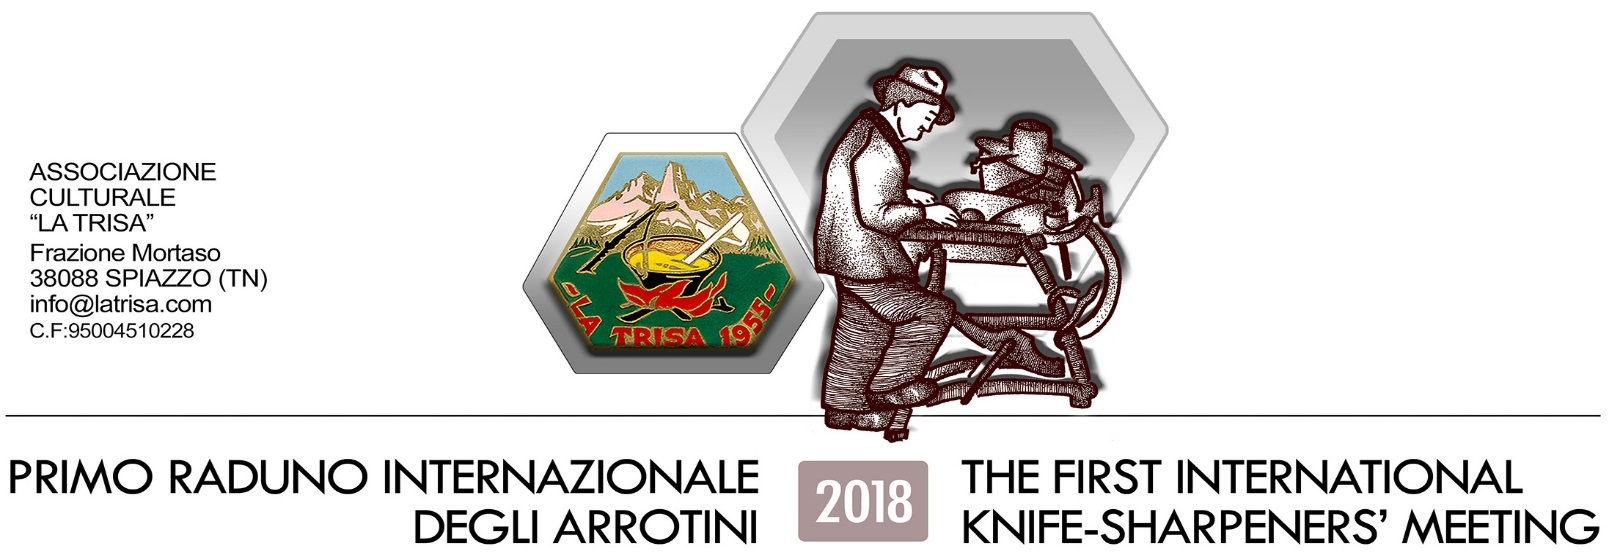 ASSOCIAZIONE
CULTURALE
“LA TRISA”
Frazione Mortaso
38088 SPIAZZO (TN)
info@latrisa.com
C.F:95004510228
-LA TRISA 1955-
PRIMO RADUNO INTERNAZIONALE
DEGLI ARROTINI
2018
THE FIRST INTERNATIONAL
KNIFE-SHARPENERS’ MEETING